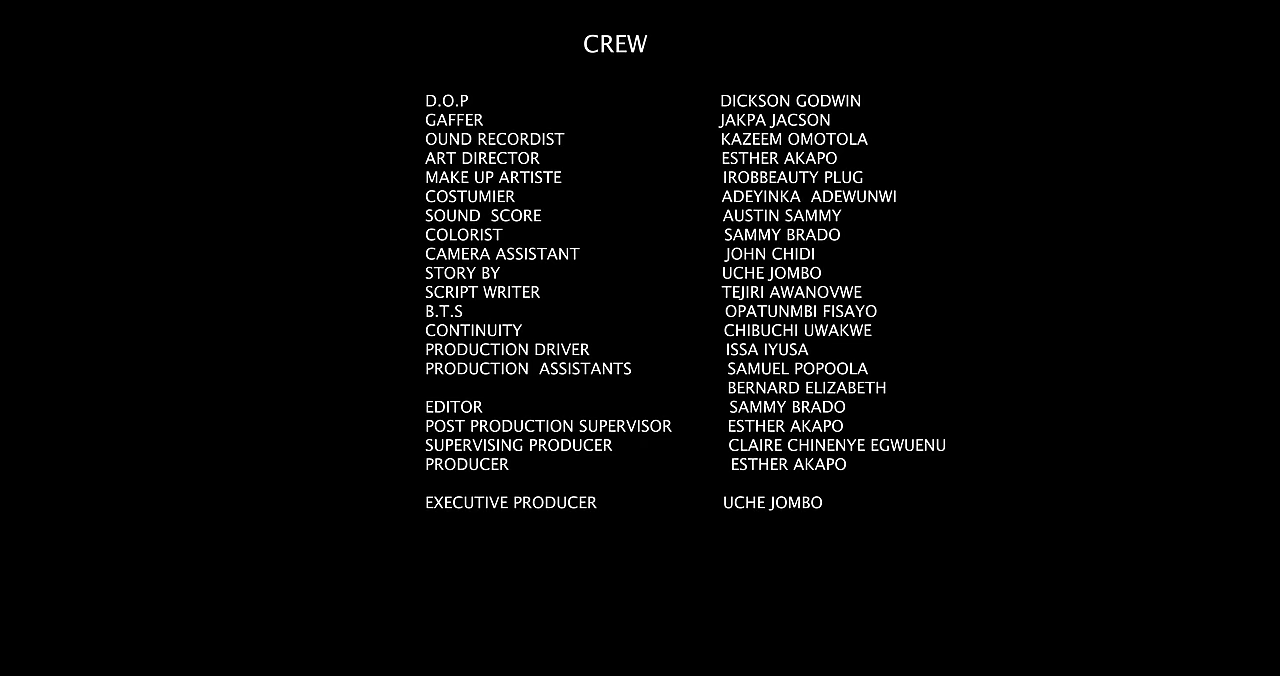 CREW
D.O.P DICKSON GODWIN
GAFFER JAKPA JACSON
OUND RECORDIST KAZEEM OMOTOLA
ART DIRECTOR ESTHER AKAPO
MAKE UP ARTISTE IROBBEAUTY PLUG
COSTUMIER ADEYINKA ADEWUNWI
SOUND SCORE AUSTIN SAMMY
COLORIST SAMMY BRADO
CAMERA ASSISTANT JOHN CHIDI
STORY BY UCHE JOMBO
SCRIPT WRITER TEJIRI AWANOVWE
B.T.S OPATUNMBI FISAYO
CONTINUITY CHIBUCHI UWAKWE
PRODUCTION DRIVER ISSA IYUSA
PRODUCTION ASSISTANTS SAMUEL POPOOLA
BERNARD ELIZABETH
EDITOR SAMMY BRADO
POST PRODUCTION SUPERVISOR ESTHER AKAPO
SUPERVISING PRODUCER CLAIRE CHINENYE EGWUENU
PRODUCER ESTHER AKAPO
EXECUTIVE PRODUCER UCHE JOMBO